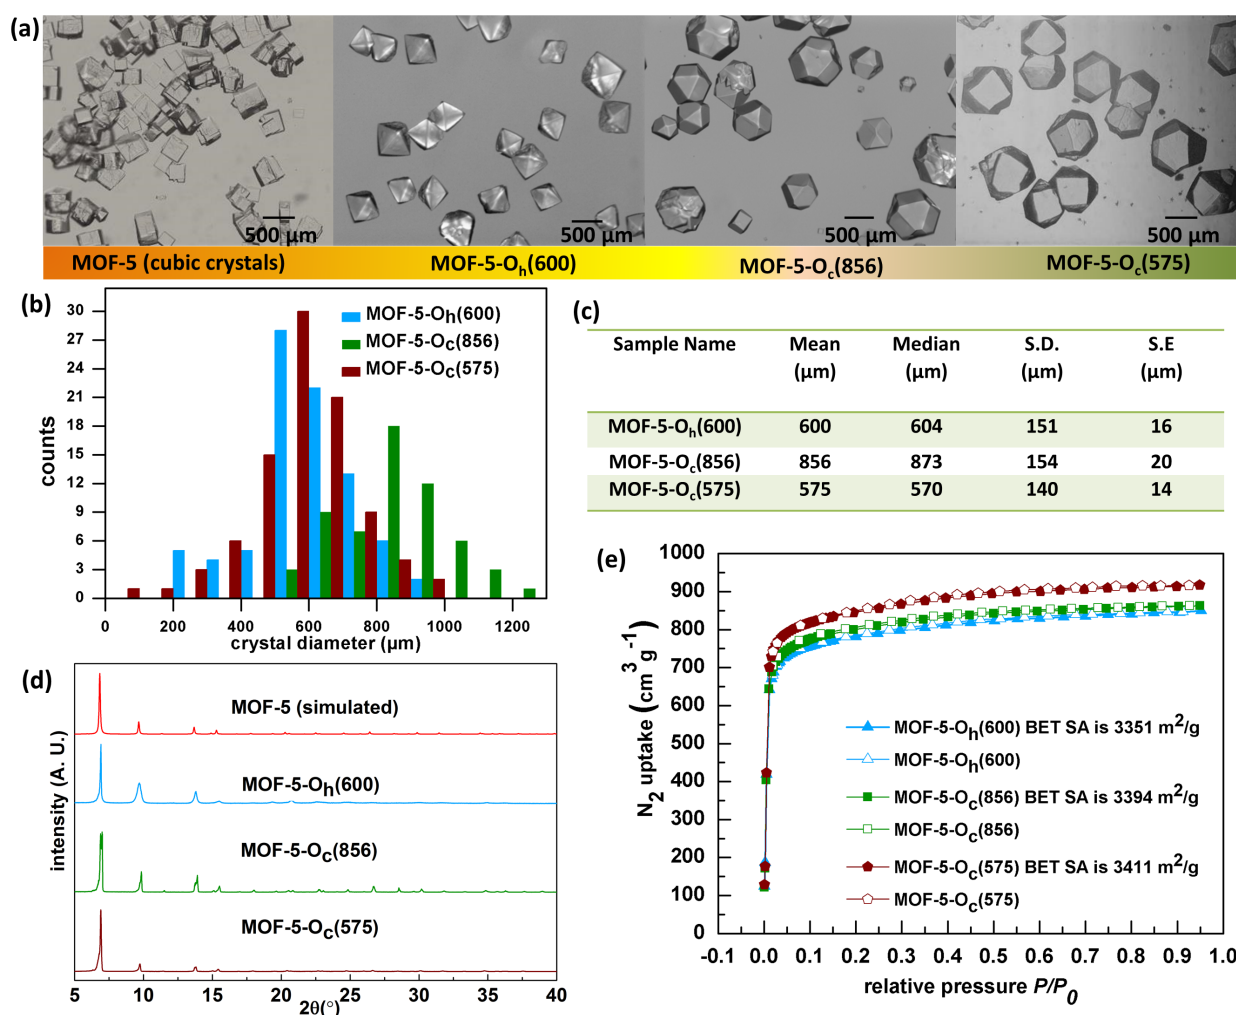 (a)
500 µm
500 µm
500 µm
500 µm
MOF-5 (cubic crystals)
MOF-5-Oh(600)
MOF-5-Oc(856)
MOF-5-Oc(575)
(b)
MOF-5-Oh(600)
MOF-5-Oc(856)
MOF-5-Oc(575)
counts
30
27
24
21
18
15
12
9
6
3
0
0 200 400 600 800 1000 1200
crystal diameter (µm)
(c)
Sample Name Mean Median S.D. S.E
(µm) (µm) (µm) (µm)
MOF-5-Oh(600) 600 604 151 16
MOF-5-Oc(856) 856 873 154 20
MOF-5-Oc(575) 575 570 140 14
(d)
MOF-5 (simulated)
MOF-5-Oh(600)
MOF-5-Oc(856)
MOF-5-Oc(575)
intensity (A. U.)
5 10 15 20 25 30 35 40
2θ(°)
(e)
1000
900
800
700
600
500
400
300
200
100
0
N2 uptake (cm3g-1)
MOF-5-Oh(600) BET SA is 3351 m2/g
MOF-5-Oh(600)
MOF-5-Oc(856) BET SA is 3394 m2/g
MOF-5-Oc(856)
MOF-5-Oc(575) BET SA is 3411 m2/g
MOF-5-Oc(575)
-0.1 0.0 0.1 0.2 0.3 0.4 0.5 0.6 0.7 0.8 0.9 1.0
relative pressure P/P0